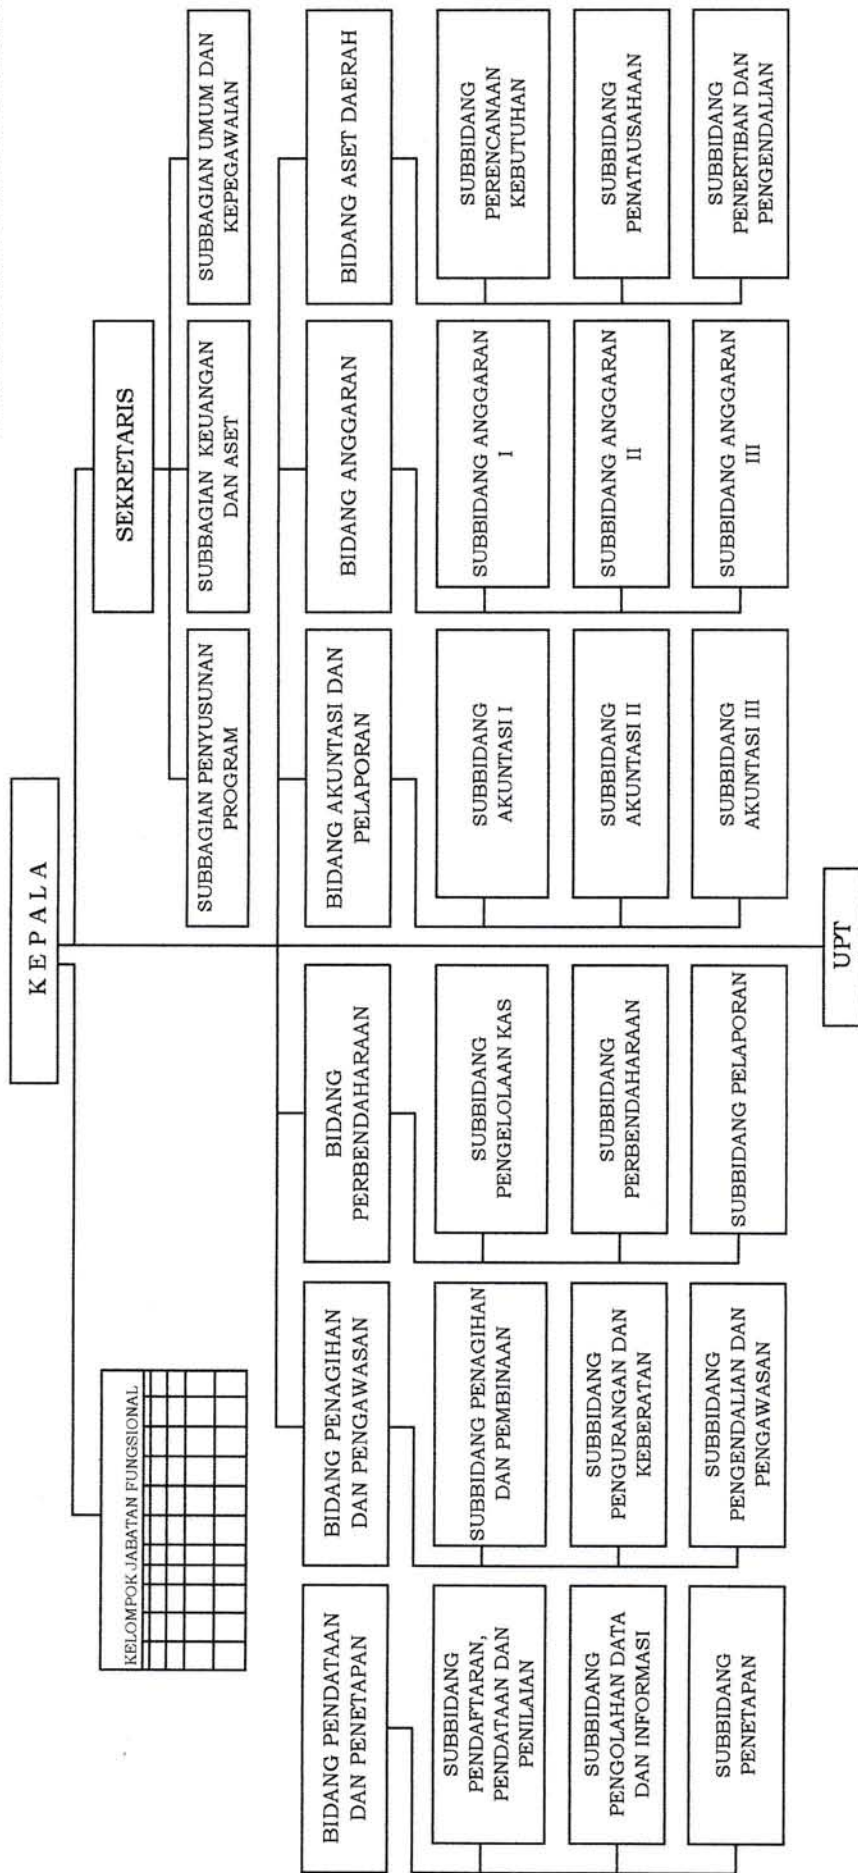 KEPALA
KELOMPOK JABATAN FUNGSIONAL
SEKRETARIS
SUBBAGIAN PENYUSUNAN
PROGRAM
SUBBAGIAN KEUANGAN
DAN ASET
SUBBAGIAN UMUM DAN
KEPEGAWAIAN
BIDANG PENDATAAN
DAN PENETAPAN
BIDANG PENAGIHAN
DAN PENGAWASAN
BIDANG
PERBENDAHARAAN
BIDANG AKUNTASI DAN
PELAPORAN
BIDANG ANGGARAN
BIDANG ASET DAERAH
SUBBIDANG
PENDAFTARAN,
PENDATAAN DAN
PENILAIAN
SUBBIDANG PENAGIHAN
DAN PEMBINAAN
SUBBIDANG
PENGELOLAAN KAS
SUBBIDANG
AKUNTASI I
SUBBIDANG ANGGARAN
I
SUBBIDANG
PERENCANAAN
KEBUTUHAN
SUBBIDANG
PENGOLAHAN DATA
DAN INFORMASI
SUBBIDANG
PENGURANGAN DAN
KEBERATAN
SUBBIDANG
PERBENDAHARAAN
SUBBIDANG
AKUNTASI II
SUBBIDANG ANGGARAN
II
SUBBIDANG
PENATAUSAHAAN
SUBBIDANG
PENETAPAN
SUBBIDANG
PENGENDALIAN DAN
PENGAWASAN
SUBBIDANG PELAPORAN
SUBBIDANG
AKUNTASI III
SUBBIDANG ANGGARAN
III
SUBBIDANG
PENERTIBAN DAN
PENGENDALIAN
UPT